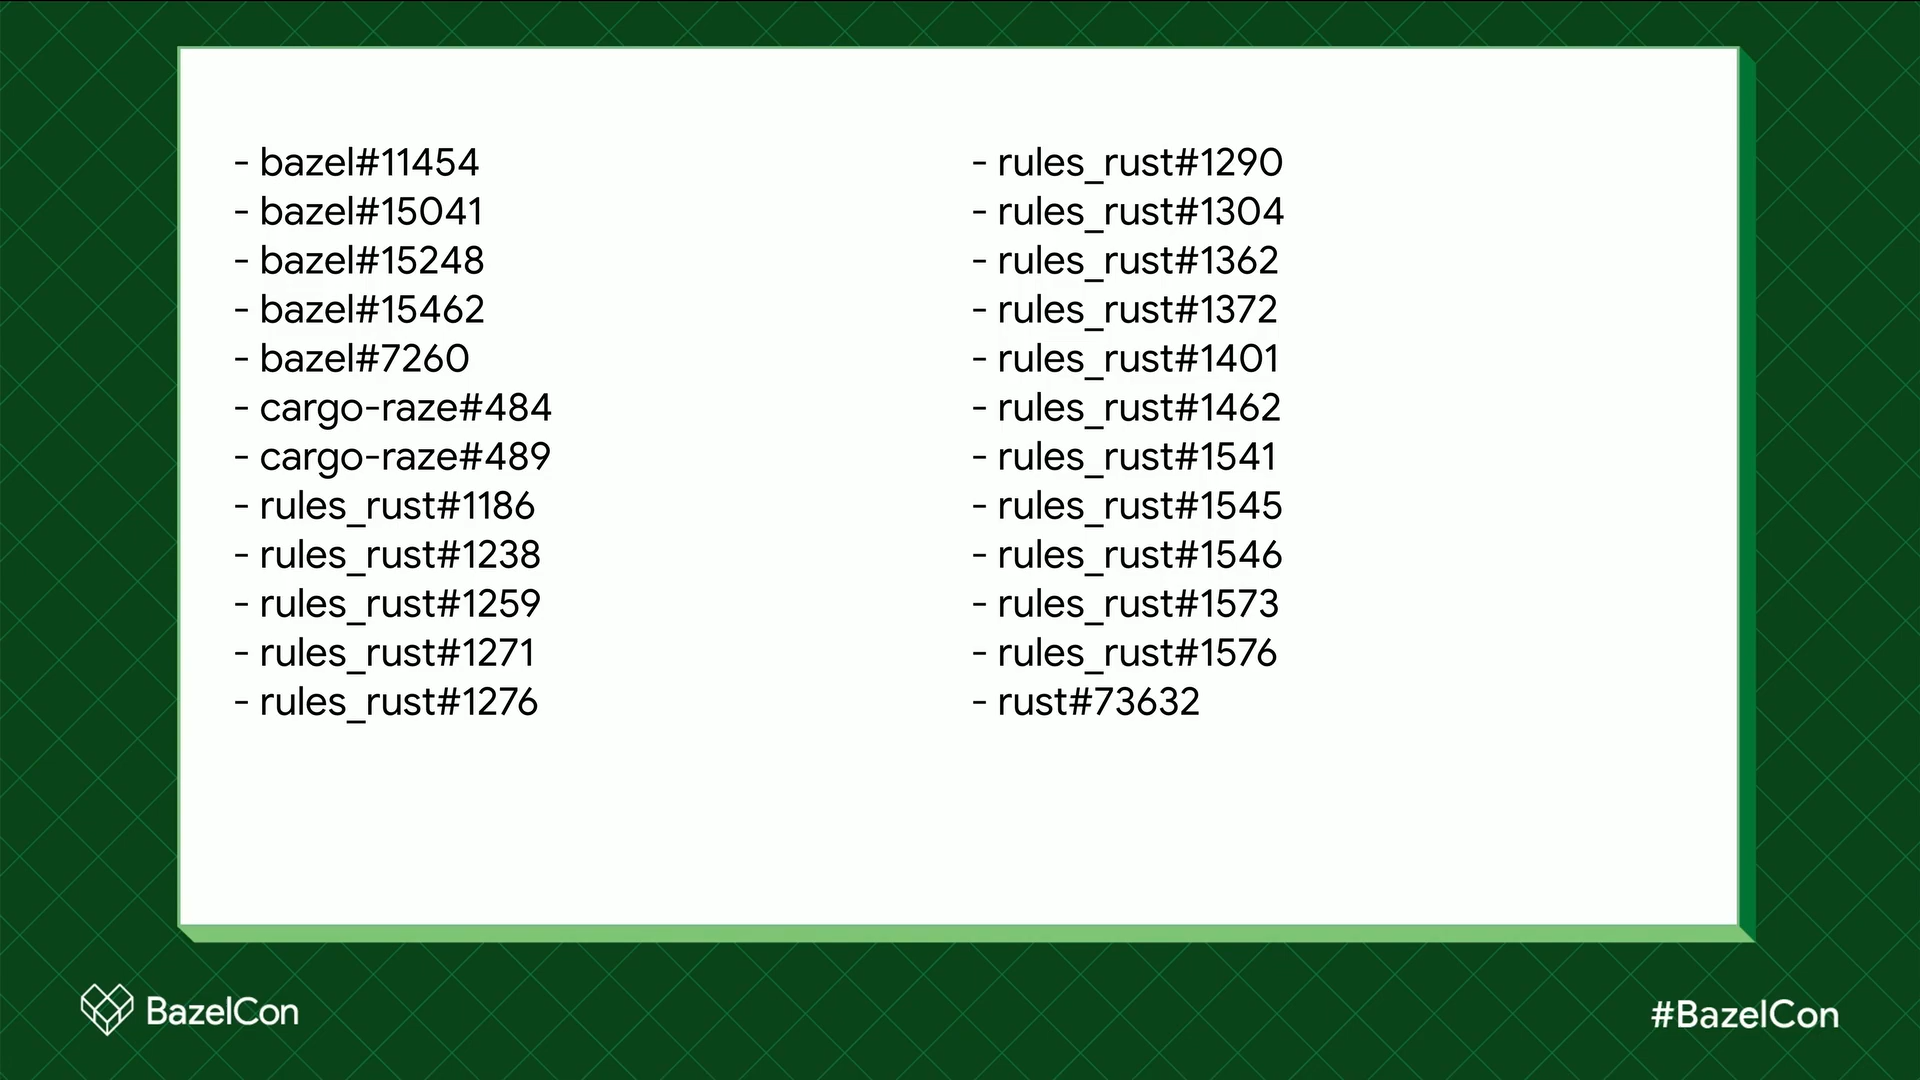 - bazel#11454
- bazel#15041
- bazel#15248
- bazel#15462
- bazel#7260
- cargo-raze#484
- cargo-raze#489
- rules_rust#1186
- rules_rust#1238
- rules_rust#1259
- rules_rust#1271
- rules_rust#1276
- rules_rust#1290
- rules_rust#1304
- rules_rust#1362
- rules_rust#1372
- rules_rust#1401
- rules_rust#1462
- rules_rust#1541
- rules_rust#1545
- rules_rust#1546
- rules_rust#1573
- rules_rust#1576
- rust#73632
BazelCon
#BazelCon